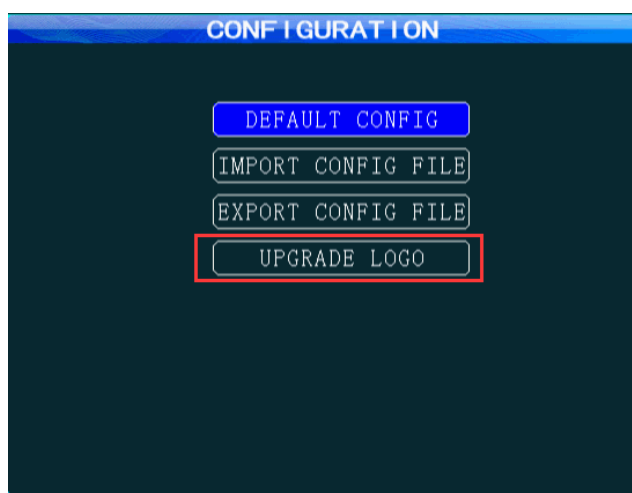 CONFIGURATION
DEFAULT CONFIG
IMPORT CONFIG FILE
EXPORT CONFIG FILE
UPGRADE LOGO